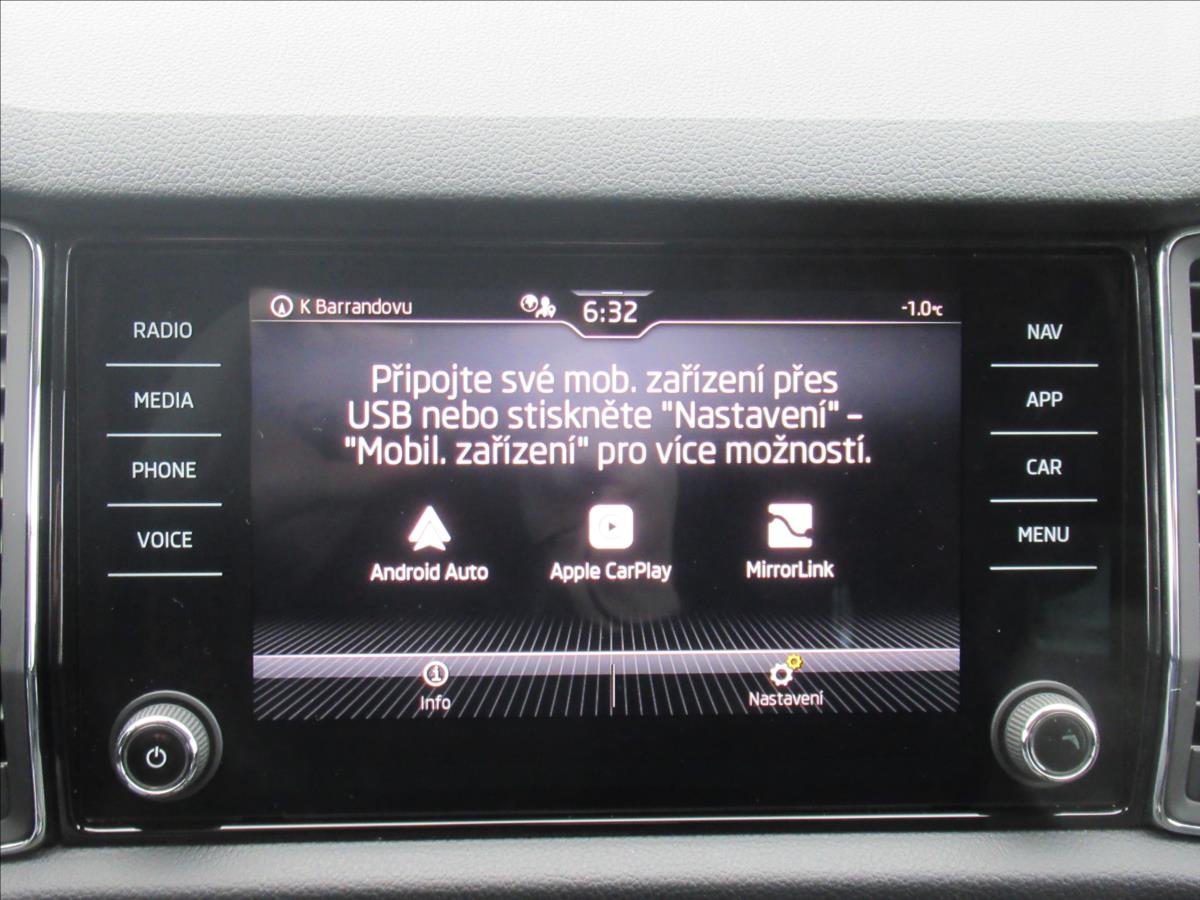 K Barrandovu 6:32 -1.0°C
RADIO
MEDIA
PHONE
VOICE
Připojte své mob. zařízení přes
USB nebo stiskněte "Nastavení" –
"Mobil. zařízení" pro více možností.
Android Auto Apple CarPlay MirrorLink
Info Nastavení
NAV
APP
CAR
MENU